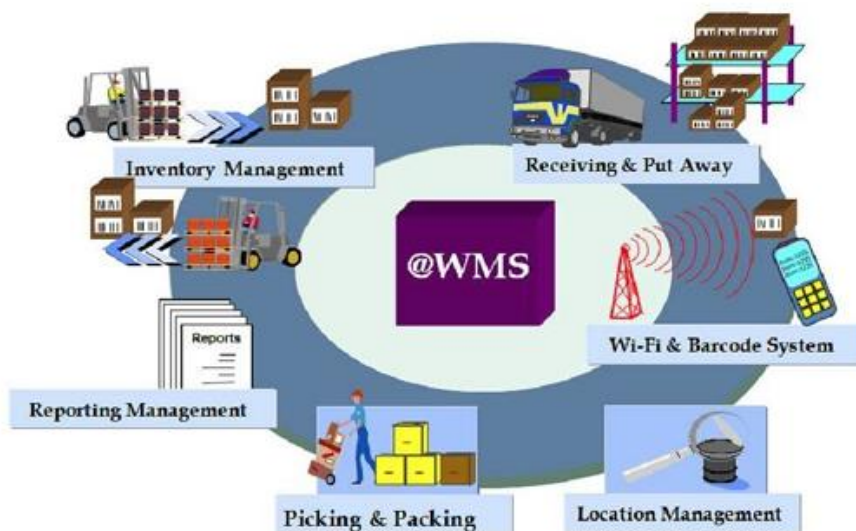 Inventory Management
Receiving & Put Away
@WMS
Reports
Wi-Fi & Barcode System
Reporting Management
Picking & Packing
Location Management